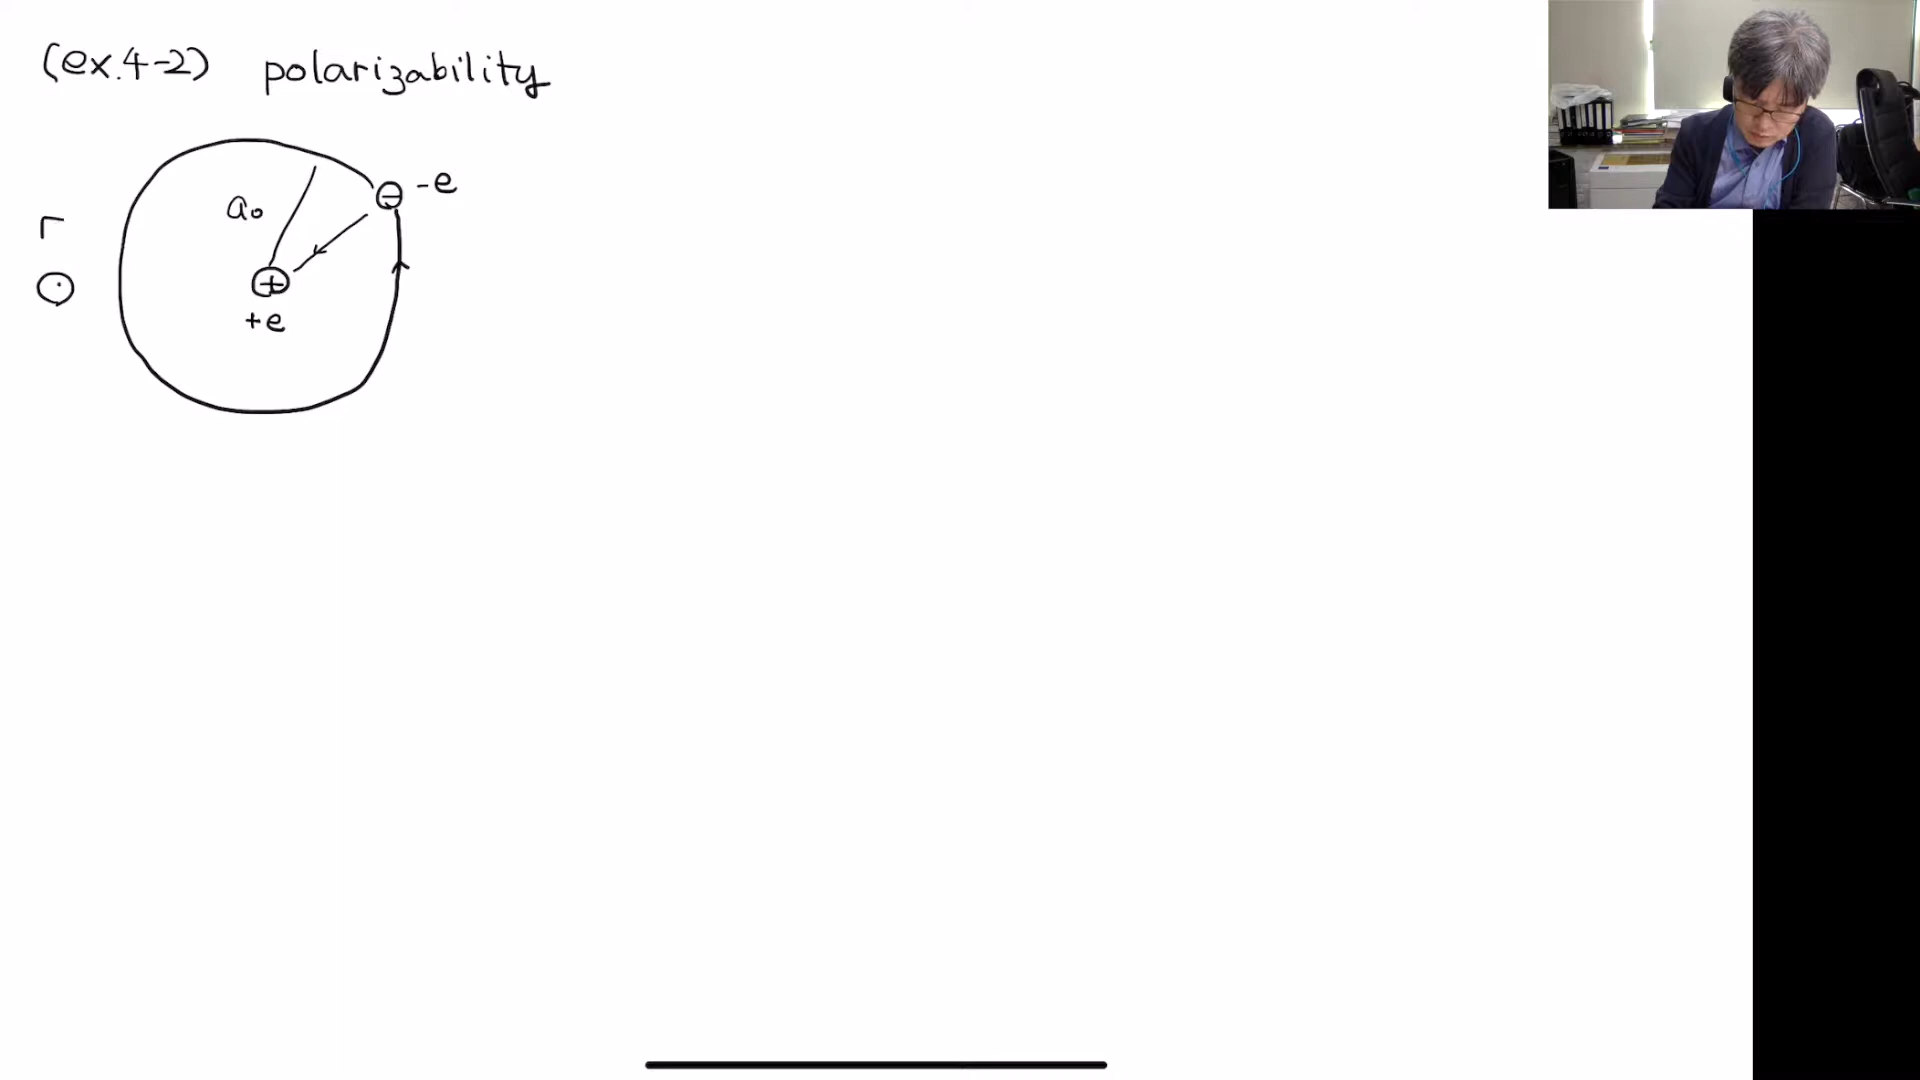 (ex.4-2) polarizability
-e
a₀
+
+e